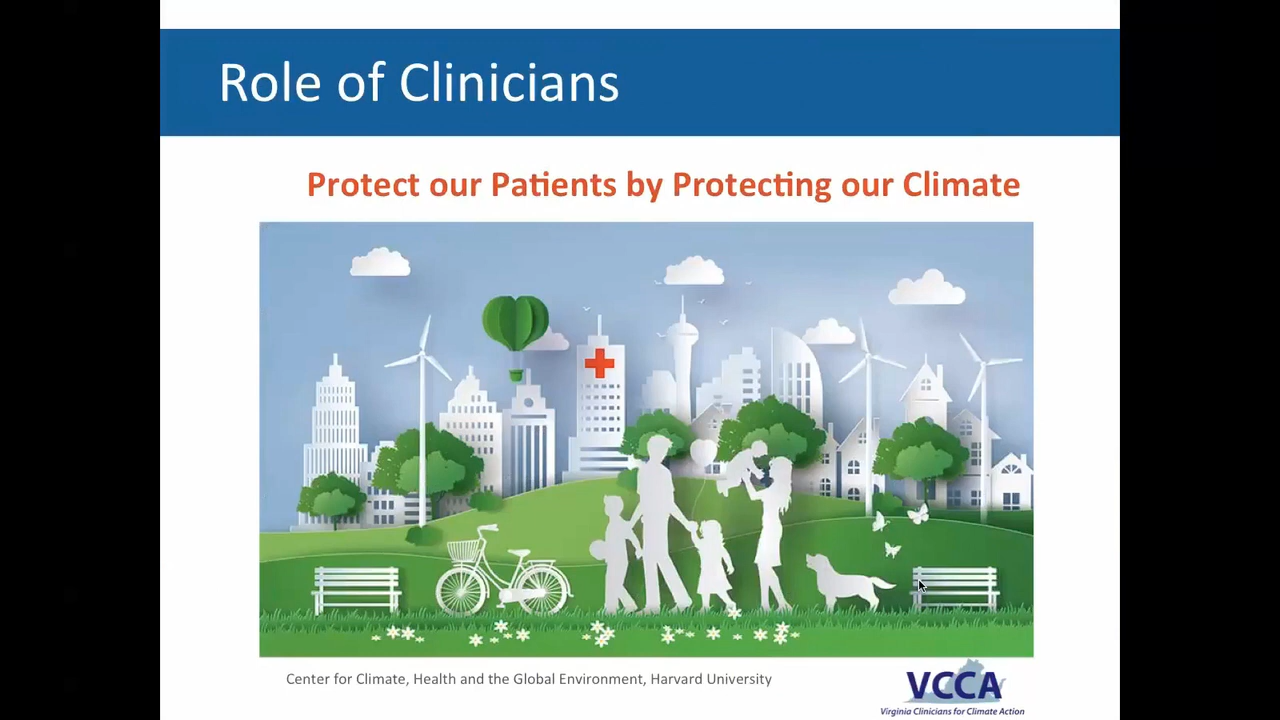 Role of Clinicians
Protect our Patients by Protecting our Climate
Center for Climate, Health and the Global Environment, Harvard University
VCCA
Virginia Clinicians for Climate Action